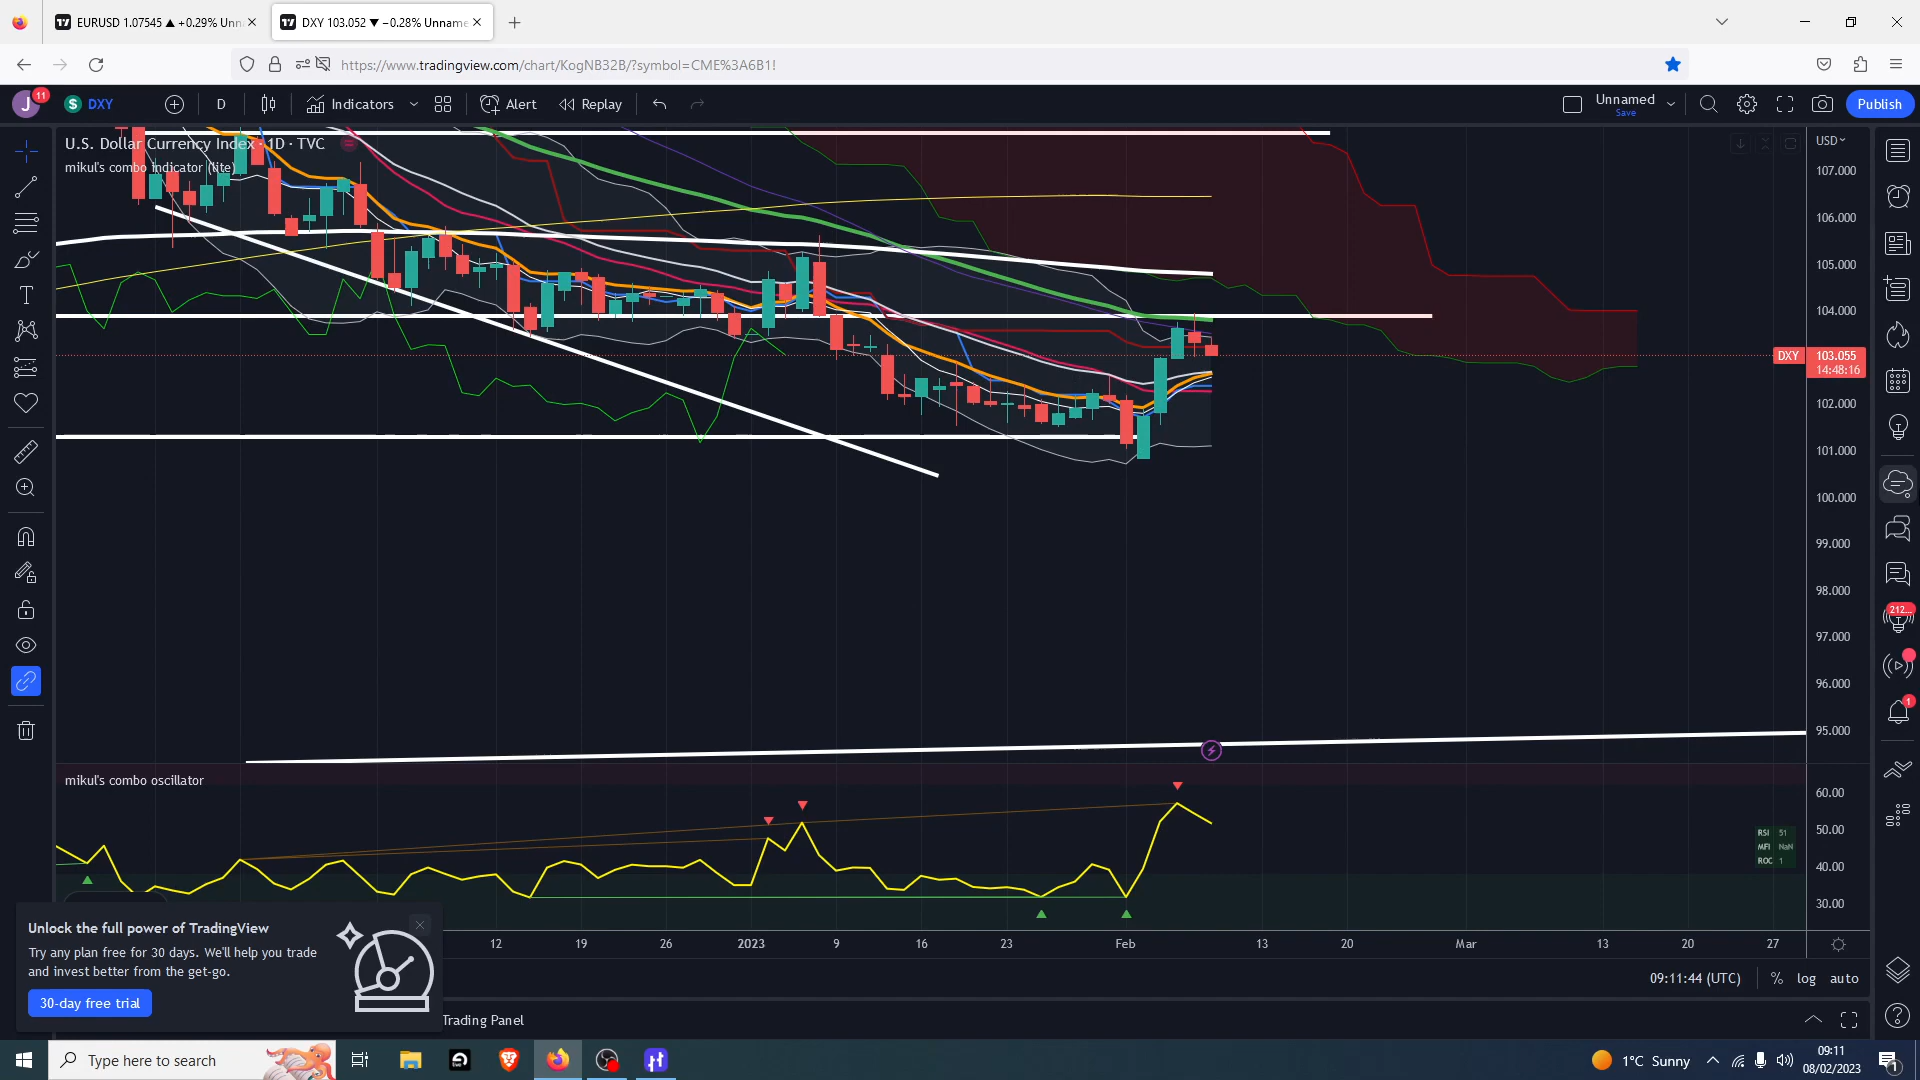 EURUSD 1.07545 ▲ +0.29% Unn
DXY 103.052 ▼ −0.28% Unname
https://www.tradingview.com/chart/KogNB32B/?symbol=CME%3A6B1!
J
11
S
DXY
D
Indicators
Alert
Replay
Unnamed
Save
Publish
U.S. Dollar Currency Index · 1D · TVC
mikul's combo indicator (lite)
USD
107.000
106.000
105.000
104.000
DXY
103.055
14:48:16
102.000
101.000
100.000
99.000
98.000
97.000
96.000
95.000
212...
1
mikul's combo oscillator
60.00
50.00
40.00
30.00
RSI 51
MFI NaN
ROC 1
12
19
26
2023
9
16
23
Feb
13
20
Mar
13
20
27
Unlock the full power of TradingView
Try any plan free for 30 days. We'll help you trade
and invest better from the get-go.
30-day free trial
09:11:44 (UTC)
%
log
auto
Trading Panel
Type here to search
1°C Sunny
09:11
08/02/2023
1